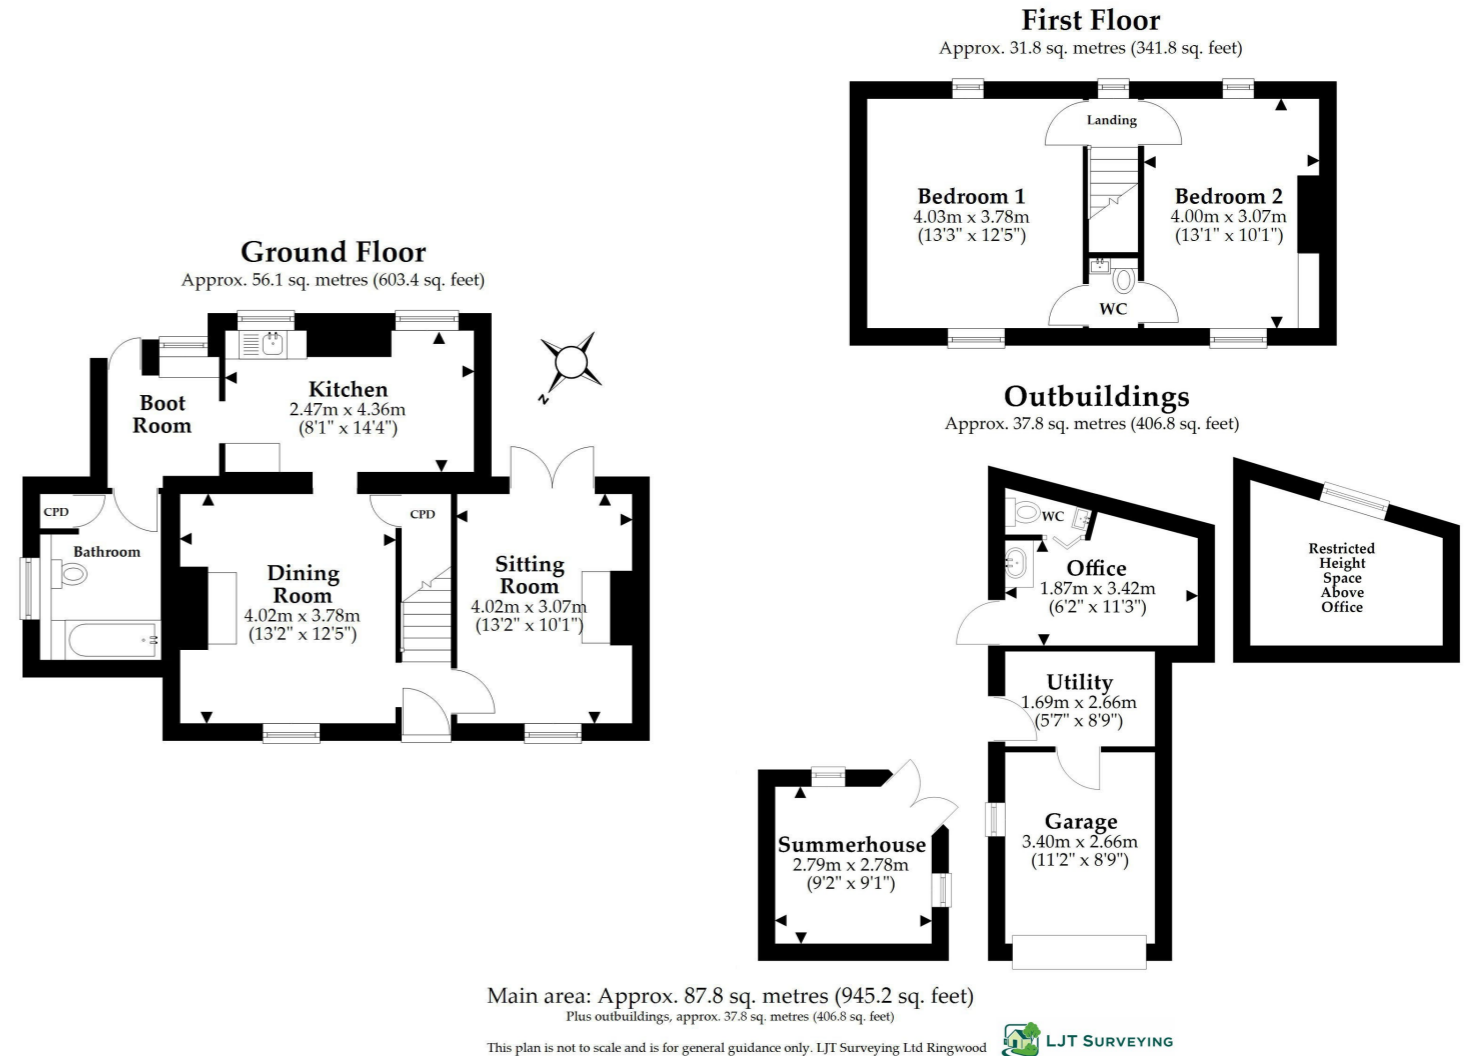 First Floor
Approx. 31.8 sq. metres (341.8 sq. feet)
Landing
Bedroom 1
4.03m x 3.78m
(13'3" x 12'5")
Bedroom 2
4.00m x 3.07m
(13'1" x 10'1")
WC
Ground Floor
Approx. 56.1 sq. metres (603.4 sq. feet)
Kitchen
2.47m x 4.36m
(8'1" x 14'4")
Boot
Room
N
CPD
Bathroom
CPD
Dining
Room
4.02m x 3.78m
(13'2" x 12'5")
Sitting
Room
4.02m x 3.07m
(13'2" x 10'1")
Outbuildings
Approx. 37.8 sq. metres (406.8 sq. feet)
WC
Office
1.87m x 3.42m
(6'2" x 11'3")
Restricted
Height
Space
Above
Office
Utility
1.69m x 2.66m
(5'7" x 8'9")
Garage
3.40m x 2.66m
(11'2" x 8'9")
Summerhouse
2.79m x 2.78m
(9'2" x 9'1")
Main area: Approx. 87.8 sq. metres (945.2 sq. feet)
Plus outbuildings, approx. 37.8 sq. metres (406.8 sq. feet)
This plan is not to scale and is for general guidance only. LJT Surveying Ltd Ringwood
LJT SURVEYING